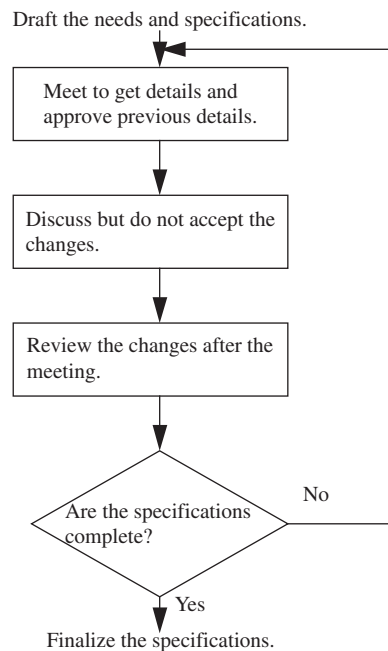 Draft the needs and specifications.
Meet to get details and
approve previous details.
Discuss but do not accept the
changes.
Review the changes after the
meeting.
Are the specifications
complete?
No
Yes
Finalize the specifications.